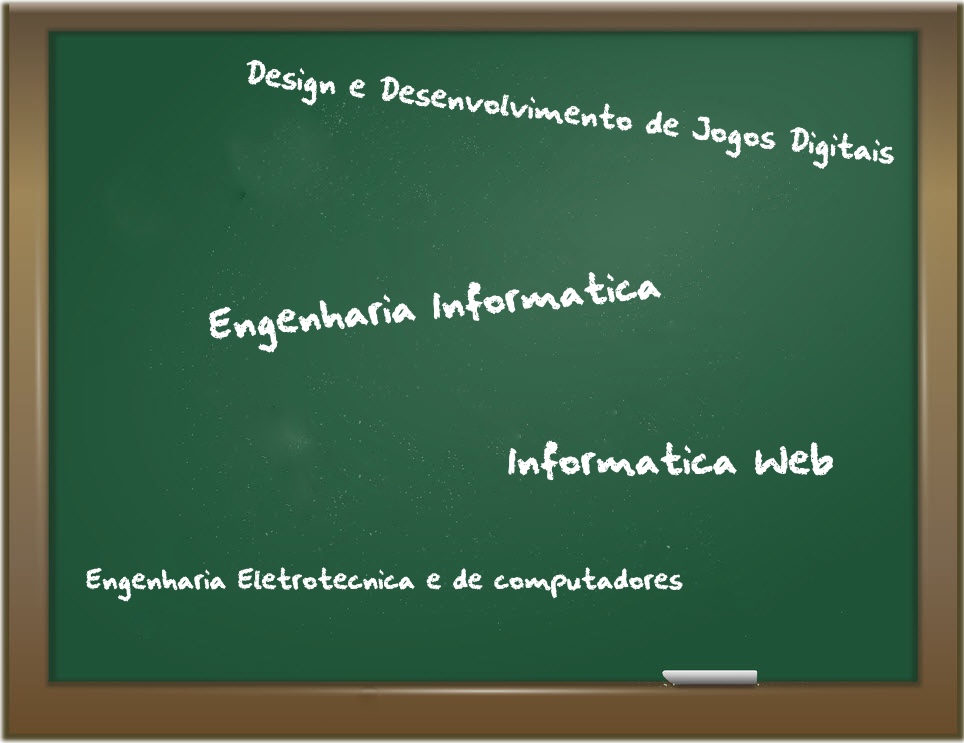 Design e Desenvolvimento de Jogos Digitais
Engenharia Informatica
Informatica Web
Engenharia Eletrotecnica e de computadores